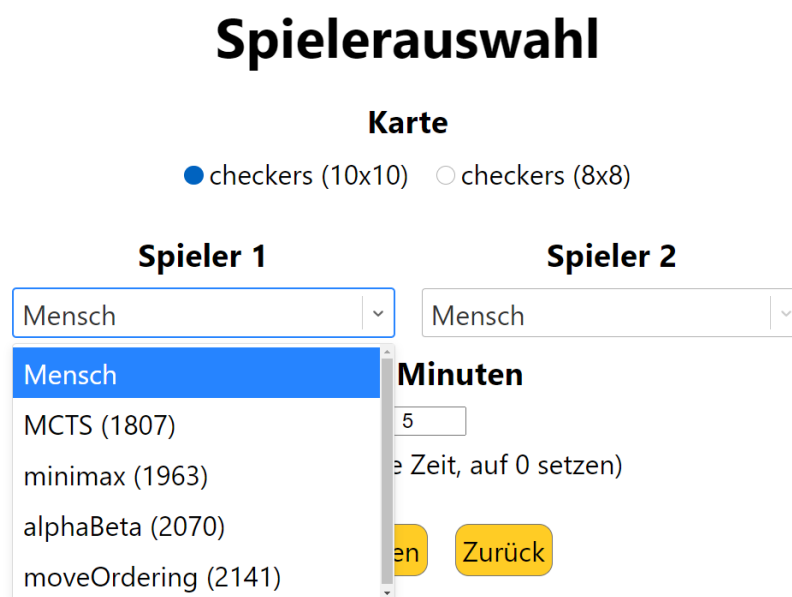 Spielerauswahl
Karte
checkers (10x10) checkers (8x8)
Spieler 1 Spieler 2
Mensch Mensch
Mensch
MCTS (1807)
minimax (1963)
alphaBeta (2070)
moveOrdering (2141)
Minuten
5
Zeit, auf 0 setzen)
Zurück